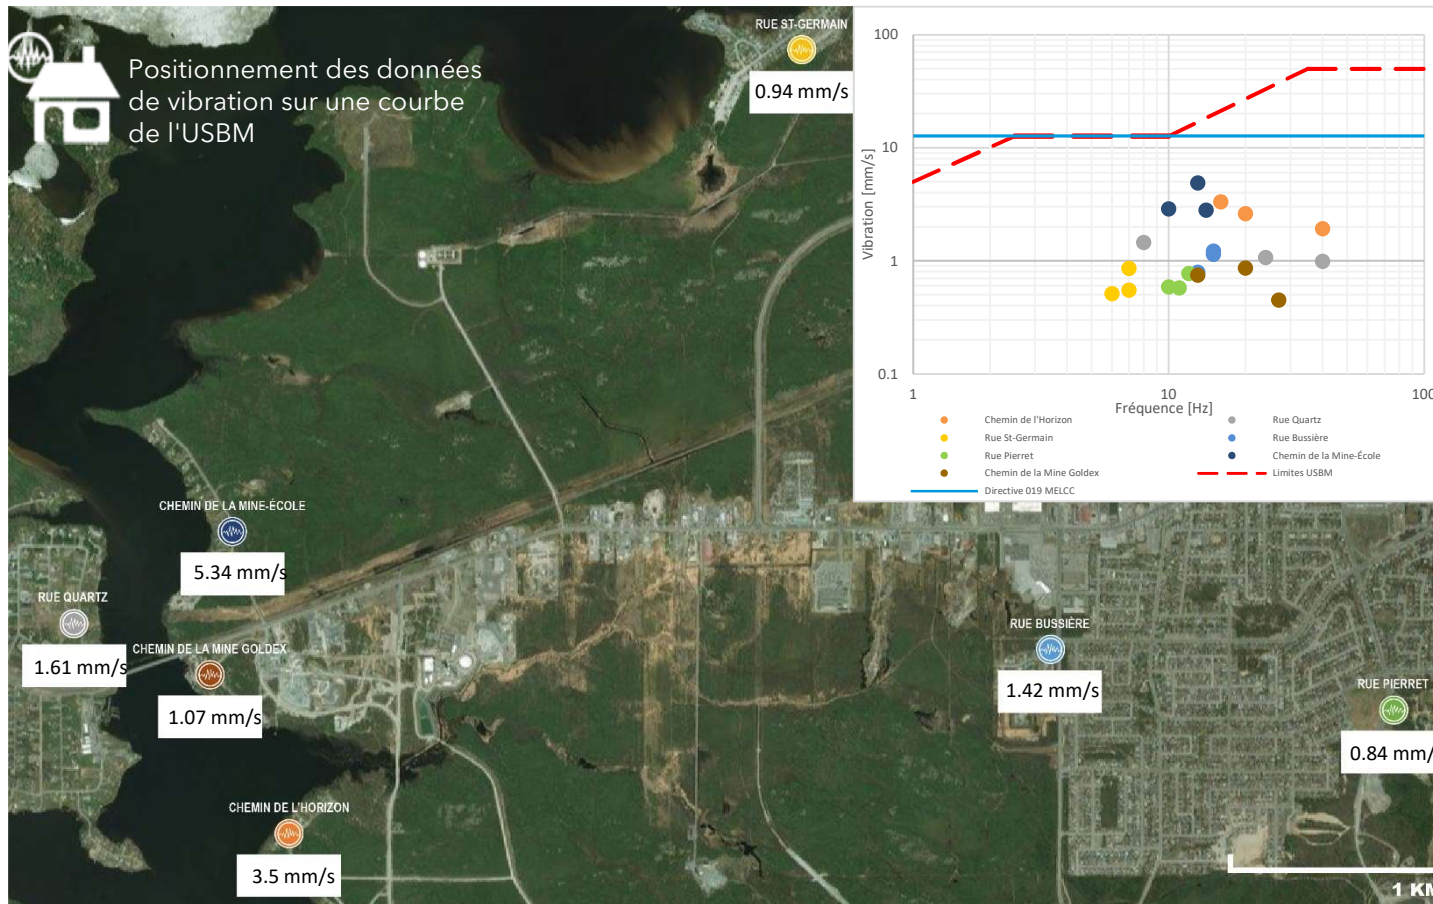 Positionnement des données
de vibration sur une courbe
de l'USBM
RUE ST-GERMAIN
0.94 mm/s
CHEMIN DE LA MINE-ÉCOLE
5.34 mm/s
RUE QUARTZ
1.61 mm/s
CHEMIN DE LA MINE GOLDEX
1.07 mm/s
CHEMIN DE L'HORIZON
3.5 mm/s
RUE BUSSIÈRE
1.42 mm/s
RUE PIERRET
0.84 mm/
1 KM
Vibration [mm/s]
100
10
1
0.1
1 10 100
Fréquence [Hz]
Chemin de l'Horizon
Rue Quartz
Rue St-Germain
Rue Bussière
Rue Pierret
Chemin de la Mine-École
Chemin de la Mine Goldex
Limites USBM
Directive 019 MELCC